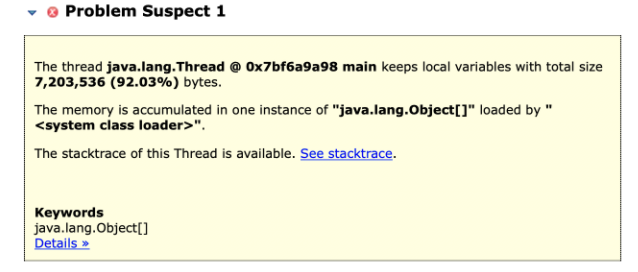 Problem Suspect 1
The thread java.lang.Thread @ 0x7bf6a9a98 main keeps local variables with total size
7,203,536 (92.03%) bytes.
The memory is accumulated in one instance of "java.lang.Object[]" loaded by "
<system class loader>".
The stacktrace of this Thread is available. See stacktrace.
Keywords
java.lang.Object[]
Details »